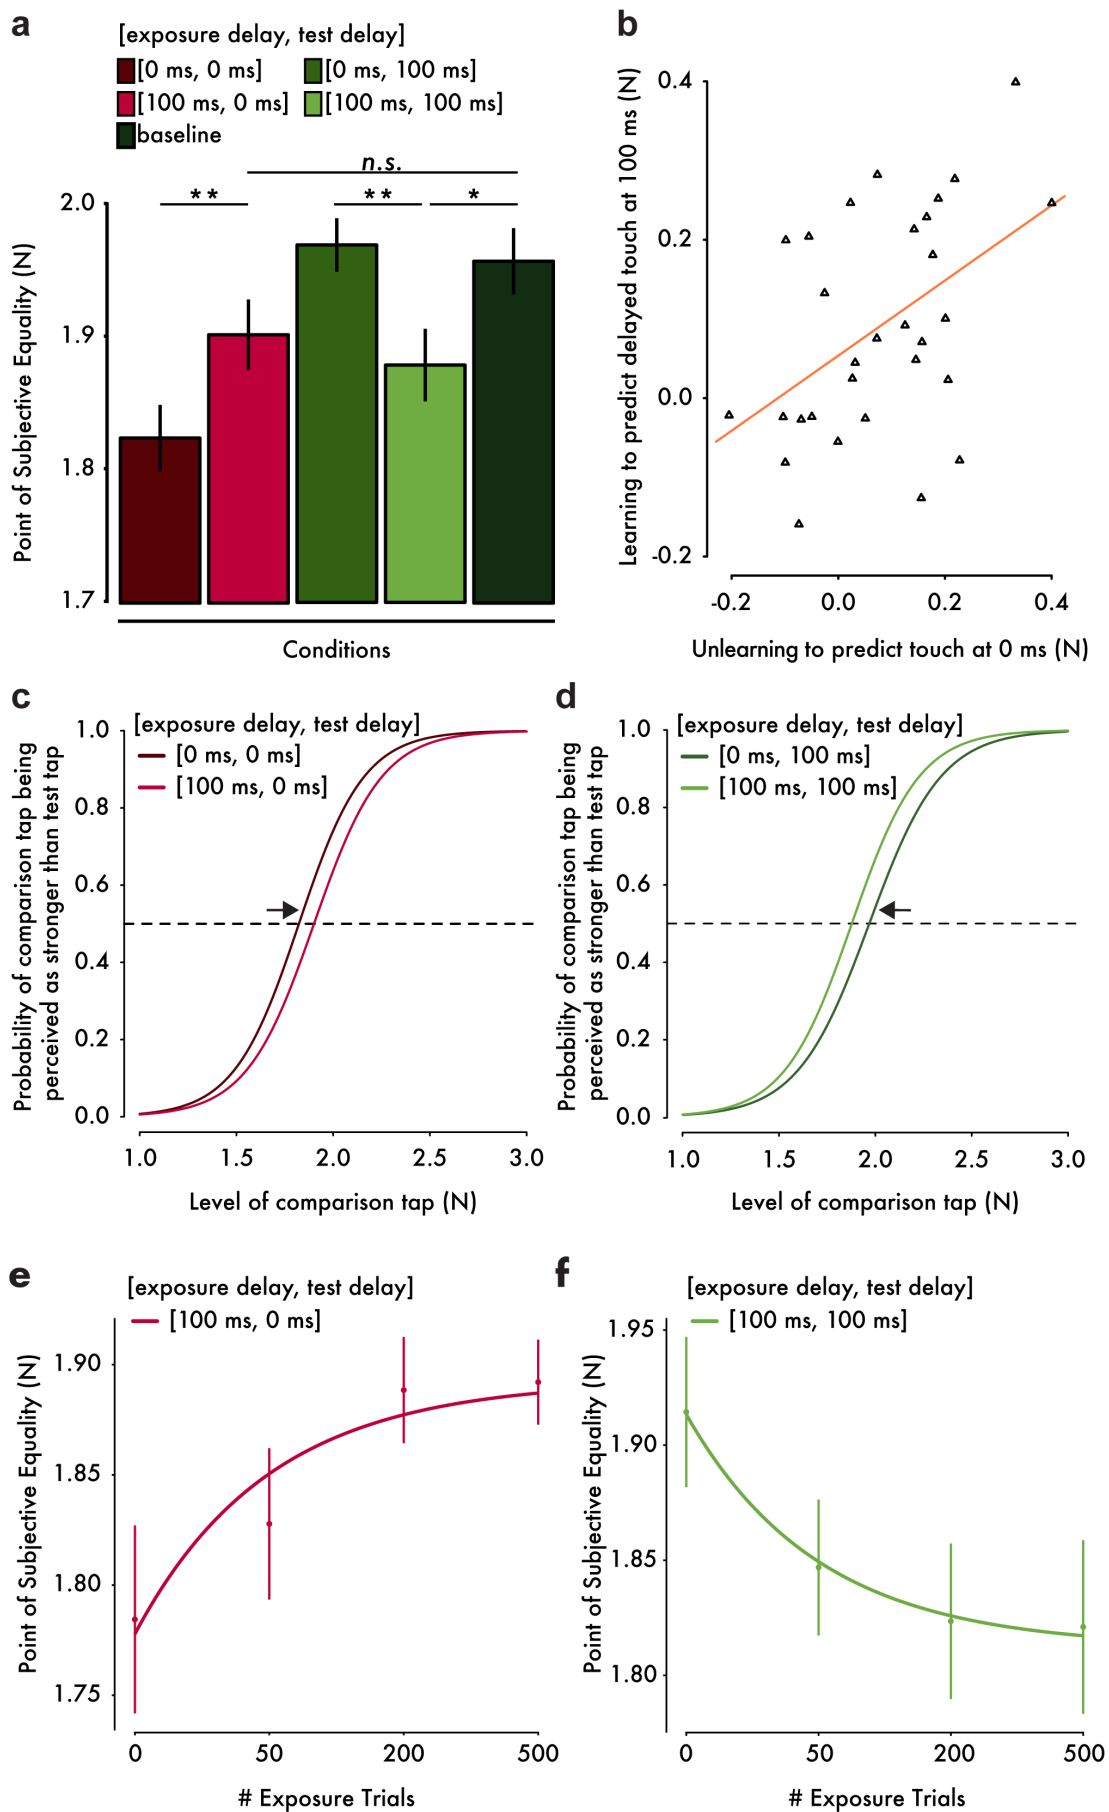 a
[exposure delay, test delay]
[0 ms, 0 ms] [0 ms, 100 ms]
[100 ms, 0 ms] [100 ms, 100 ms]
baseline
n.s.
** ** *
Point of Subjective Equality (N)
2.0
1.9
1.8
1.7
Conditions
b
Learning to predict delayed touch at 100 ms (N)
0.4
0.2
0.0
-0.2
-0.2 0.0 0.2 0.4
Unlearning to predict touch at 0 ms (N)
c
[exposure delay, test delay]
[0 ms, 0 ms]
[100 ms, 0 ms]
Probability of comparison tap being
perceived as stronger than test tap
1.0
0.8
0.6
0.4
0.2
0.0
1.0 1.5 2.0 2.5 3.0
Level of comparison tap (N)
d
[exposure delay, test delay]
[0 ms, 100 ms]
[100 ms, 100 ms]
Probability of comparison tap being
perceived as stronger than test tap
1.0
0.8
0.6
0.4
0.2
0.0
1.0 1.5 2.0 2.5 3.0
Level of comparison tap (N)
e
[exposure delay, test delay]
[100 ms, 0 ms]
Point of Subjective Equality (N)
1.90
1.85
1.80
1.75
0 50 200 500
# Exposure Trials
f
[exposure delay, test delay]
[100 ms, 100 ms]
Point of Subjective Equality (N)
1.95
1.90
1.85
1.80
0 50 200 500
# Exposure Trials